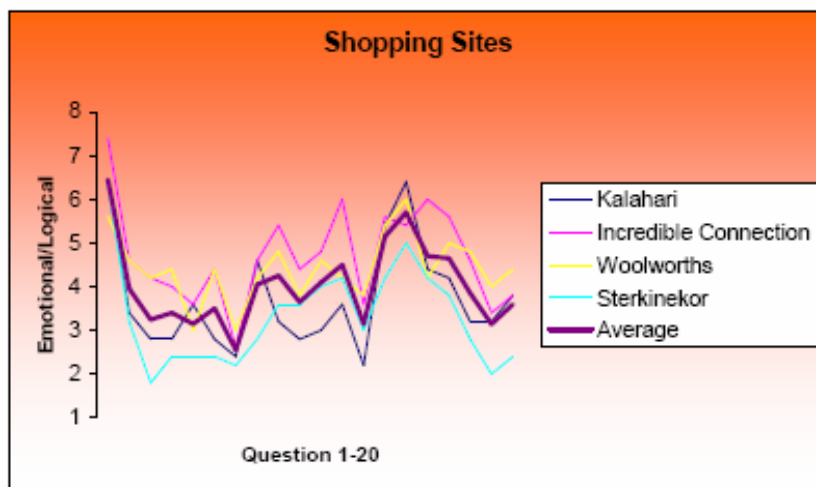 Shopping Sites
8
7
6
5
4
3
2
1
Emotional/Logical
Question 1-20
Kalahari
Incredible Connection
Woolworths
Sterkinekor
Average